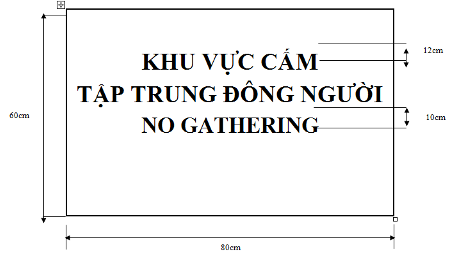 KHU VỰC CẤM
12cm
TẬP TRUNG ĐÔNG NGƯỜI
60cm
NO GATHERING
10cm
80cm